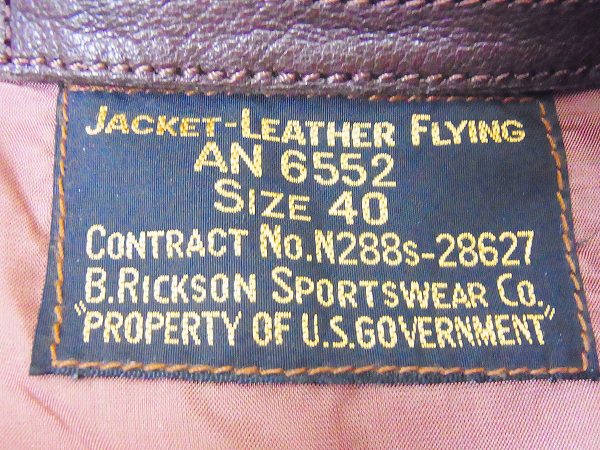 JACKET-LEATHER FLYING
AN 6552
SIZE 40
CONTRACT NO.N288s-28627
B.RICKSON SPORTSWEAR CO.
"PROPERTY OF U.S.GOVERNMENT"